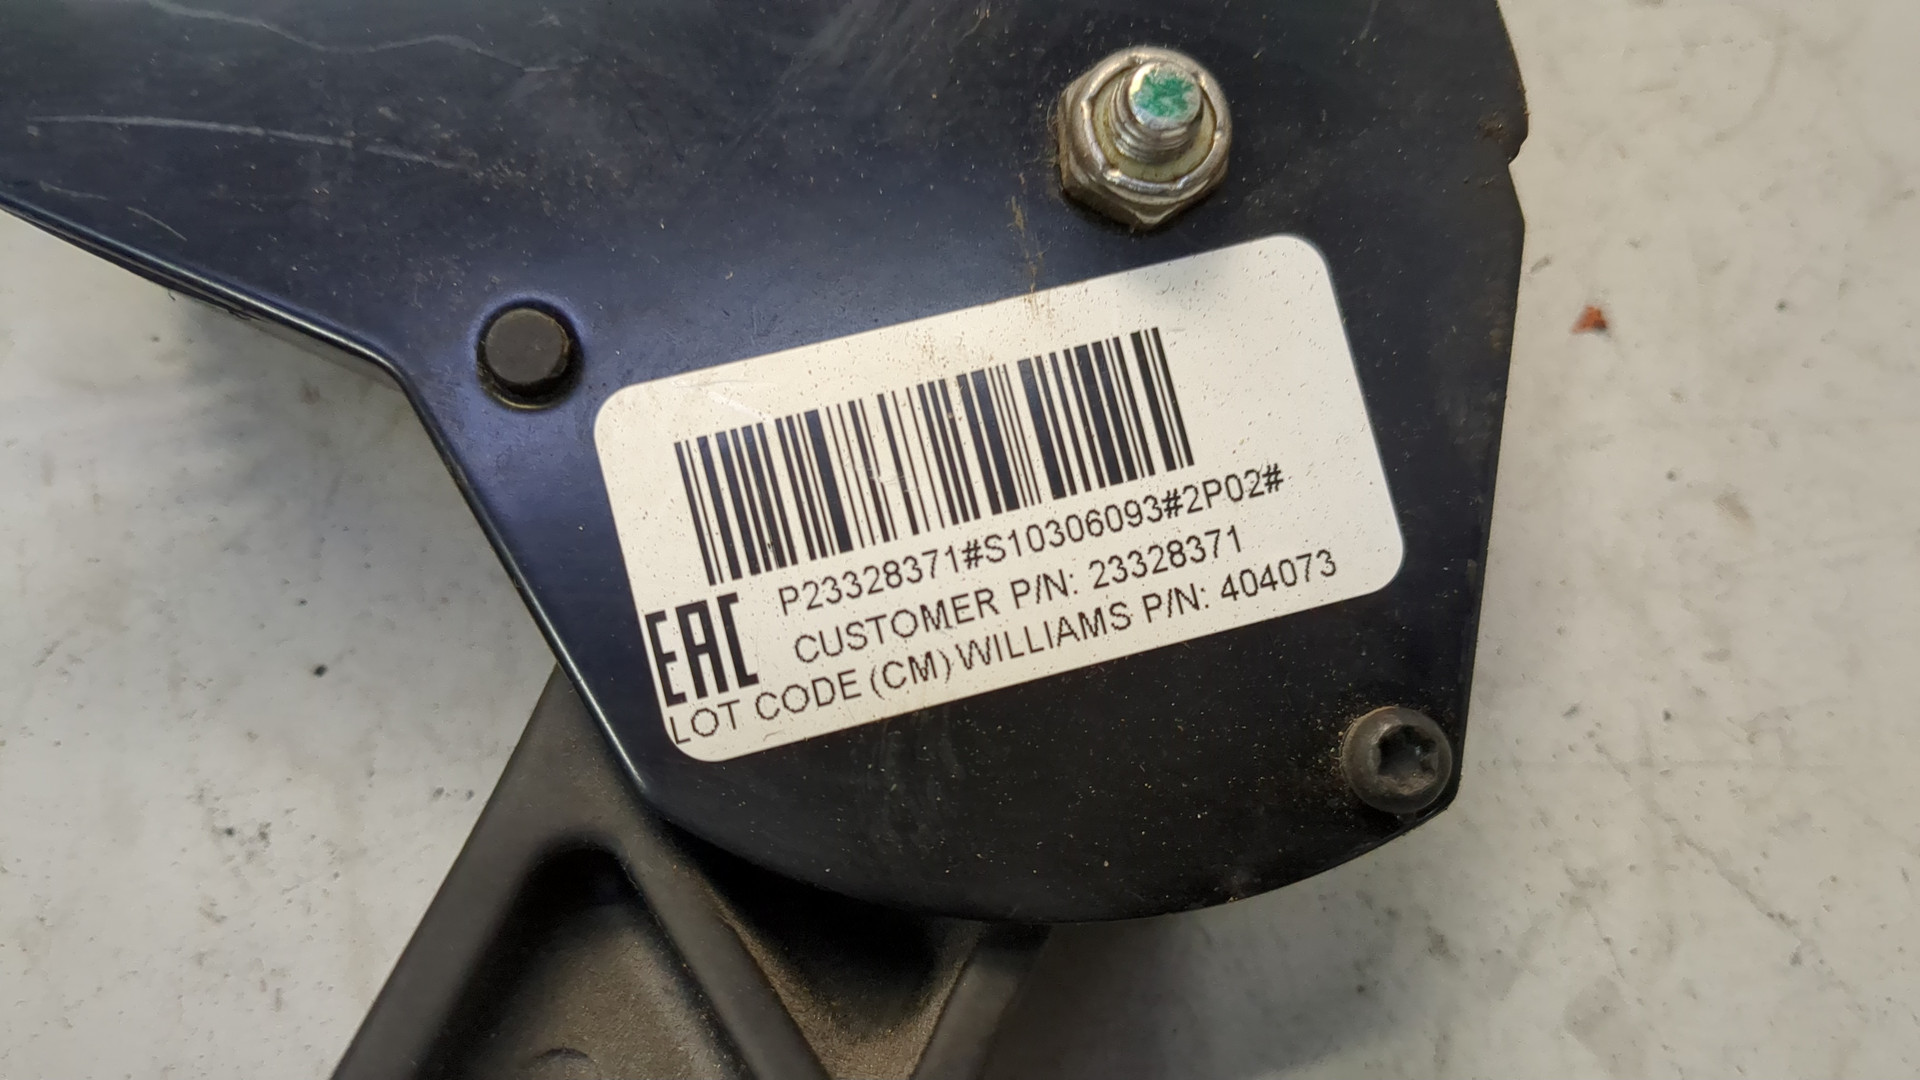 P23328371#S10306093#2P02#
CUSTOMER P/N: 23328371
EAC
LOT CODE (CM) WILLIAMS P/N: 404073